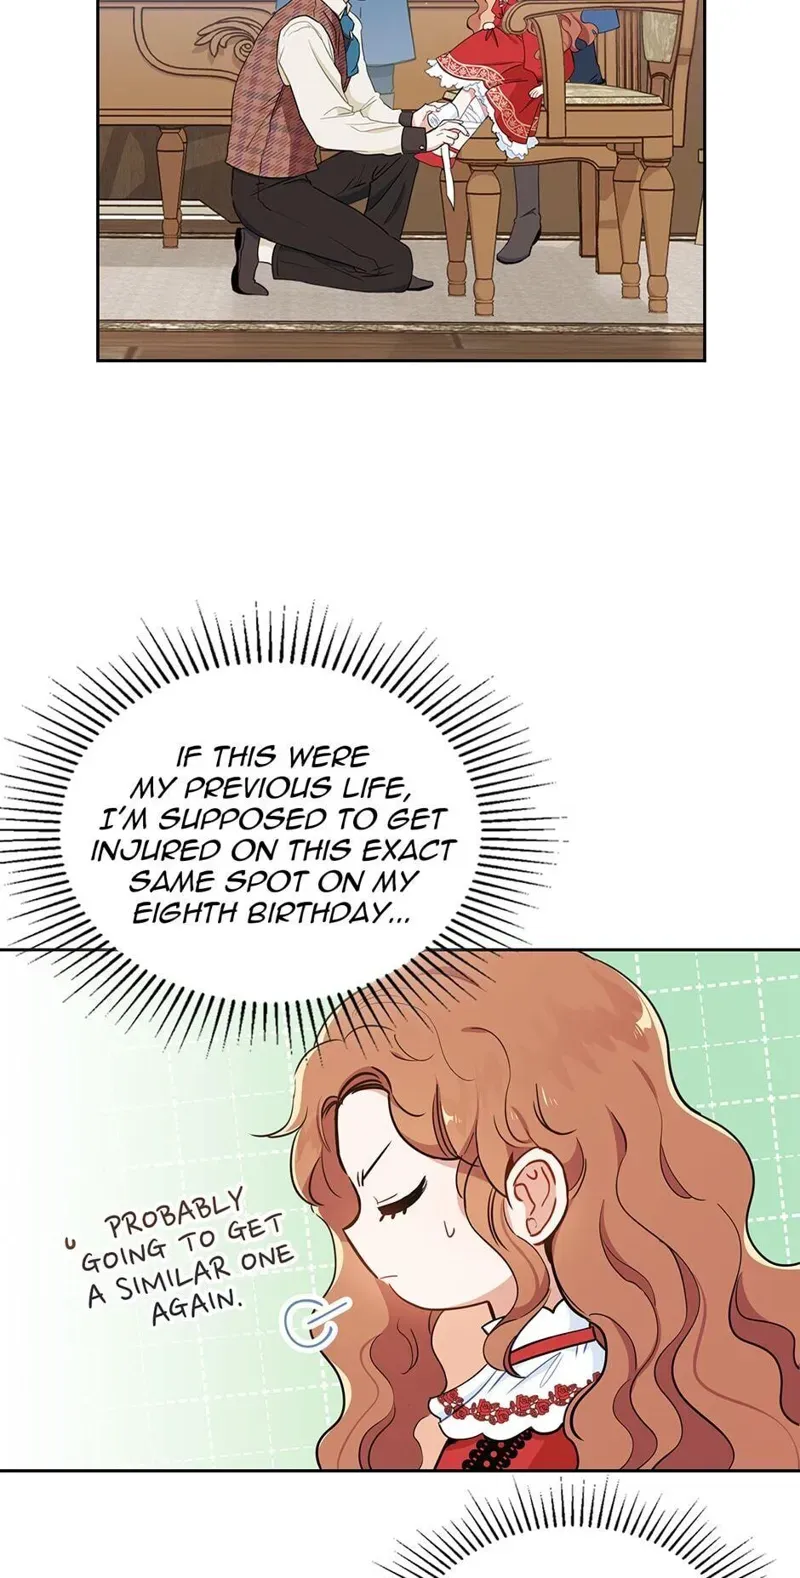 IF THIS WERE
MY PREVIOUS LIFE,
I'M SUPPOSED TO GET
INJURED ON THIS EXACT
SAME SPOT ON MY
EIGHTH BIRTHDAY...
PROBABLY
GOING TO GET
A SIMILAR ONE
AGAIN.